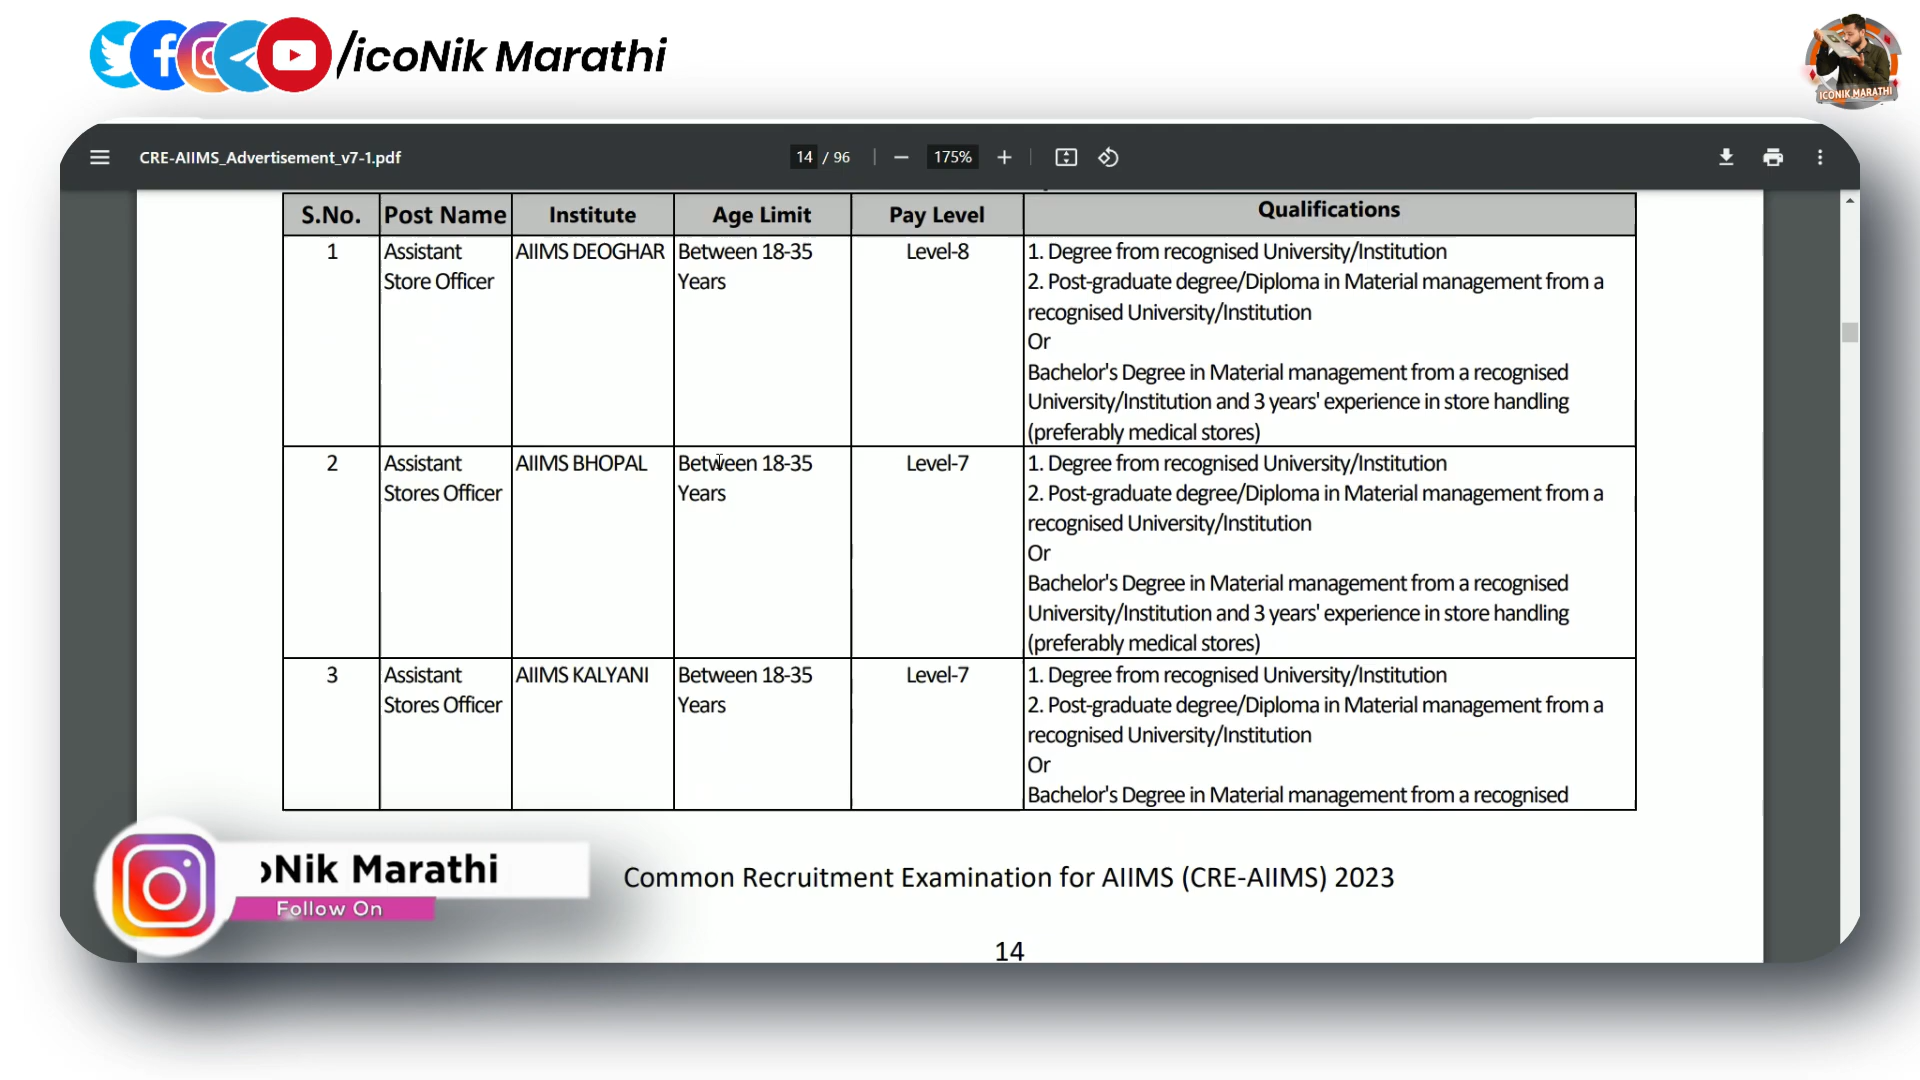 /icoNik Marathi
ICONIK MARATHI
CRE-AIIMS_Advertisement_v7-1.pdf
14 / 96
175%
S.No. Post Name Institute Age Limit Pay Level Qualifications
1 Assistant AIIMS DEOGHAR Between 18-35 Level-8 1. Degree from recognised University/Institution
Store Officer Years 2. Post-graduate degree/Diploma in Material management from a
recognised University/Institution
Or
Bachelor's Degree in Material management from a recognised
University/Institution and 3 years' experience in store handling
(preferably medical stores)
2 Assistant AIIMS BHOPAL Between 18-35 Level-7 1. Degree from recognised University/Institution
Stores Officer Years 2. Post-graduate degree/Diploma in Material management from a
recognised University/Institution
Or
Bachelor's Degree in Material management from a recognised
University/Institution and 3 years' experience in store handling
(preferably medical stores)
3 Assistant AIIMS KALYANI Between 18-35 Level-7 1. Degree from recognised University/Institution
Stores Officer Years 2. Post-graduate degree/Diploma in Material management from a
recognised University/Institution
Or
Bachelor's Degree in Material management from a recognised
oNik Marathi
Follow On
Common Recruitment Examination for AIIMS (CRE-AIIMS) 2023
14